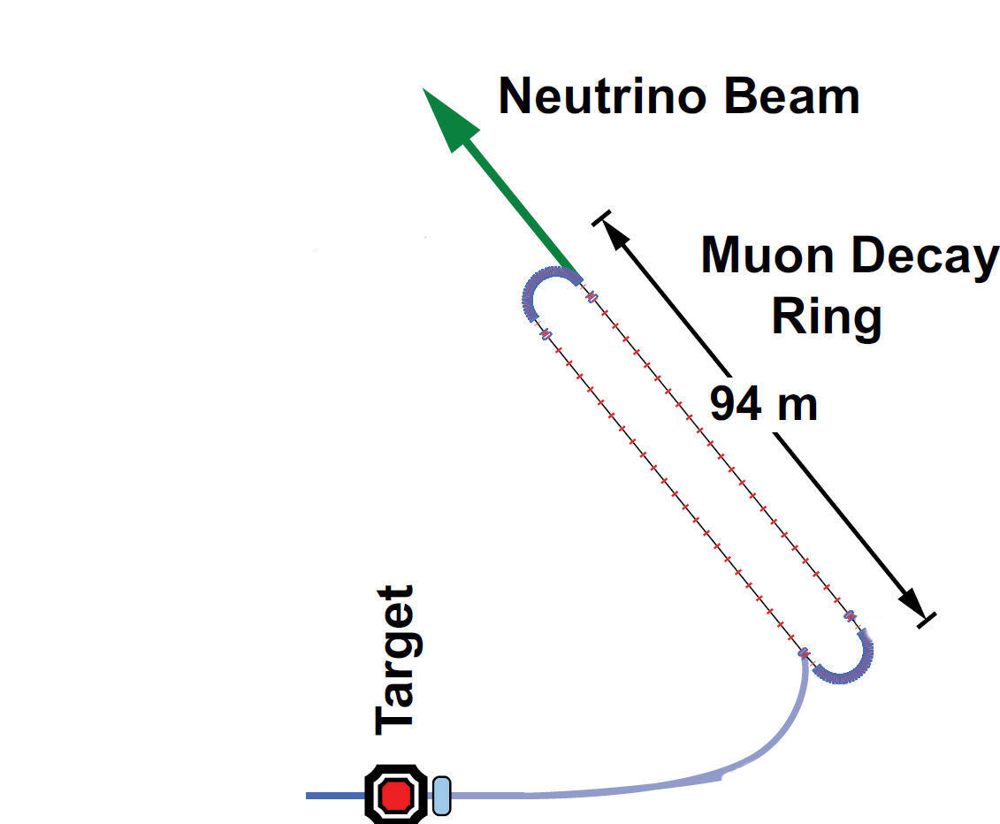 Neutrino Beam
Muon Decay
Ring
94 m
Target